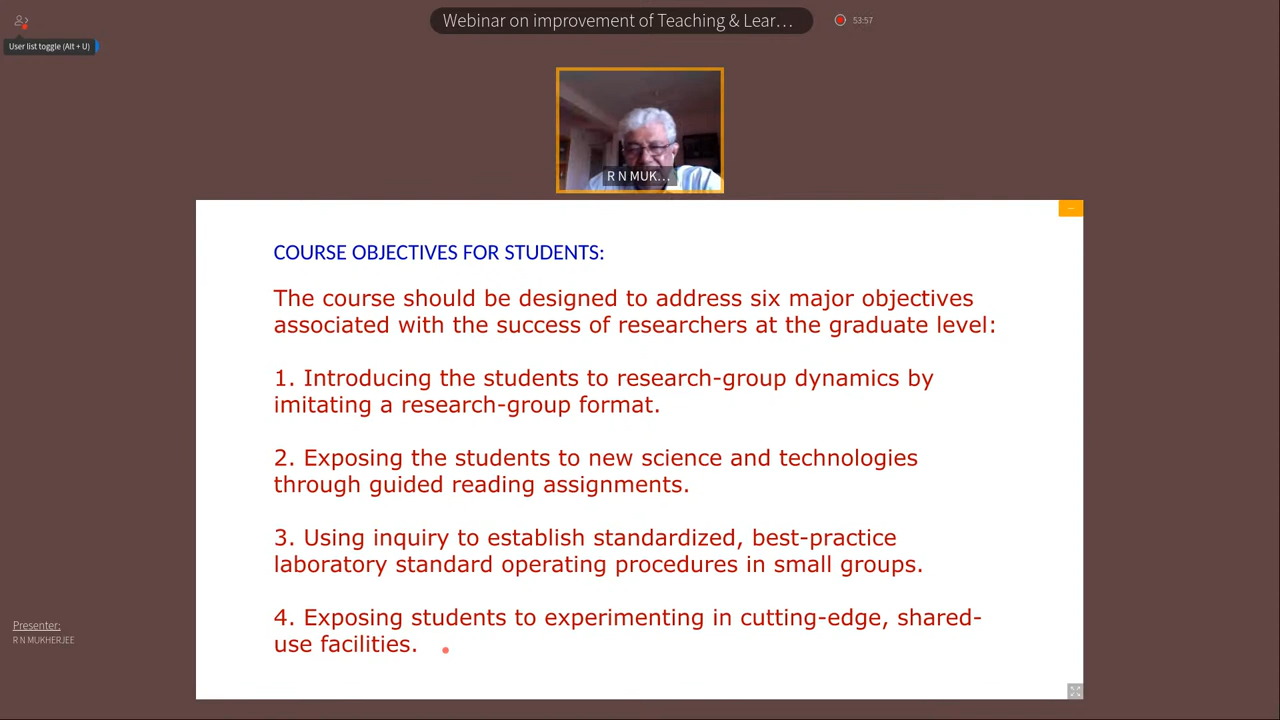 Webinar on improvement of Teaching & Lear...
53:57
User list toggle (Alt + U)
R N MUK...
COURSE OBJECTIVES FOR STUDENTS:
The course should be designed to address six major objectives
associated with the success of researchers at the graduate level:
1. Introducing the students to research-group dynamics by
imitating a research-group format.
2. Exposing the students to new science and technologies
through guided reading assignments.
3. Using inquiry to establish standardized, best-practice
laboratory standard operating procedures in small groups.
4. Exposing students to experimenting in cutting-edge, shared-
use facilities.
Presenter:
R N MUKHERJEE